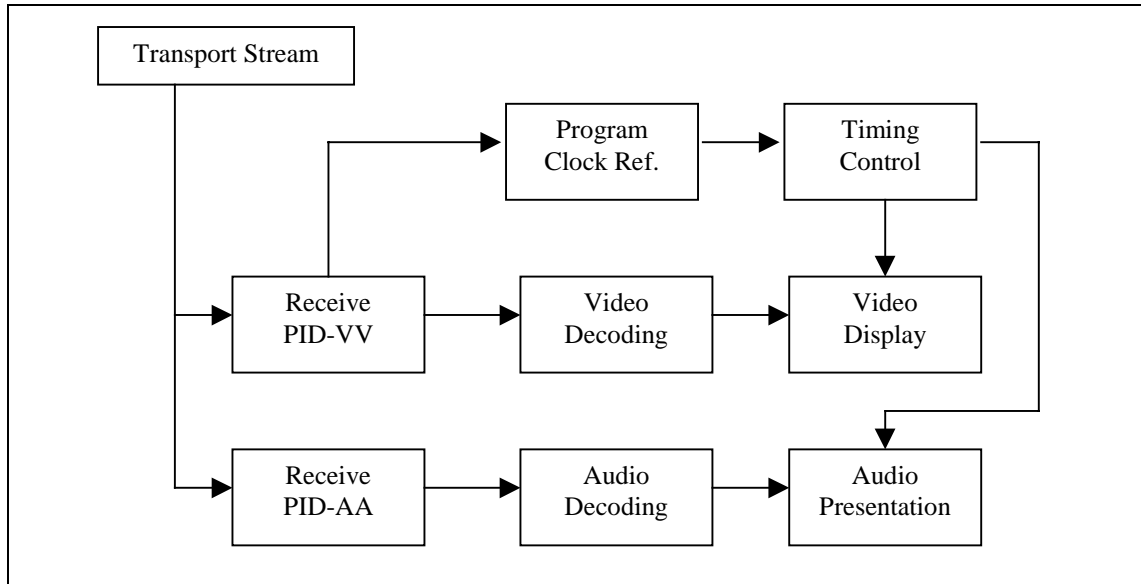 Transport Stream
Program
Clock Ref.
Timing
Control
Receive
PID-VV
Video
Decoding
Video
Display
Receive
PID-AA
Audio
Decoding
Audio
Presentation